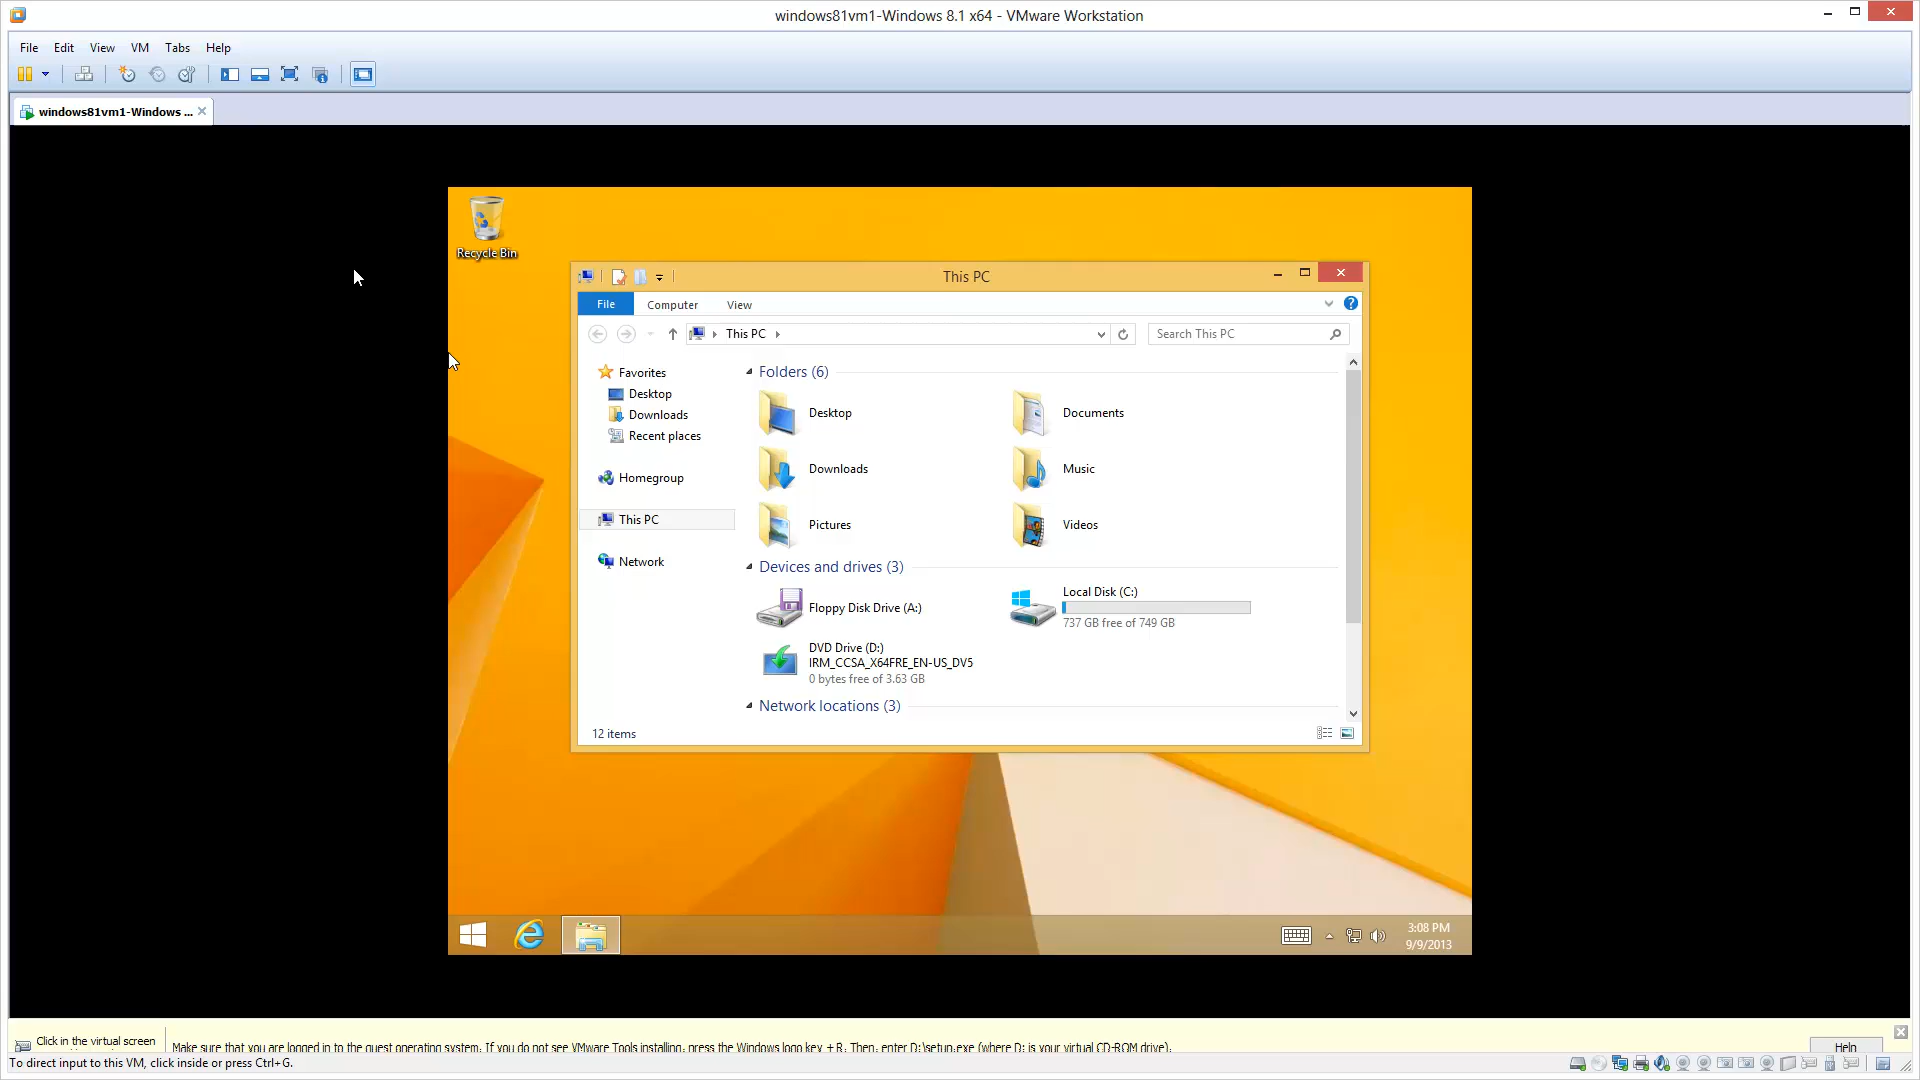 windows81vm1-Windows 8.1 x64 - VMware Workstation
File Edit View VM Tabs Help
windows81vm1-Windows ...
Recycle Bin
This PC
File Computer View
This PC
Search This PC
Favorites
Desktop
Downloads
Recent places
Homegroup
This PC
Network
Folders (6)
Desktop
Documents
Downloads
Music
Pictures
Videos
Devices and drives (3)
Floppy Disk Drive (A:)
Local Disk (C:)
737 GB free of 749 GB
DVD Drive (D:)
IRM_CCSA_X64FRE_EN-US_DV5
0 bytes free of 3.63 GB
Network locations (3)
12 items
3:08 PM
9/9/2013
Click in the virtual screen
Make sure that you are logged in to the guest operating system. If you do not see VMware Tools installing, press the Windows logo key + R. Then, enter D:\setup.exe (where D: is your virtual CD-ROM drive).
Help
To direct input to this VM, click inside or press Ctrl+G.